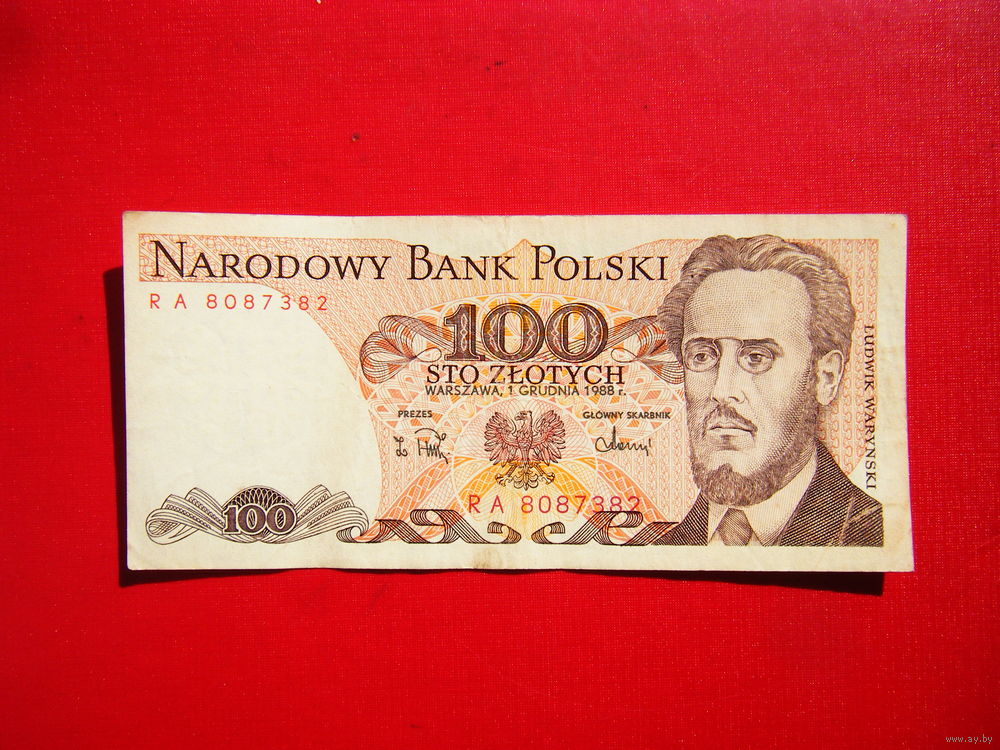 NARODOWY BANK POLSKI
RA 8087382
100
STO ZŁOTYCH
WARSZAWA, 1 GRUDNIA 1988 r.
PREZES
GŁÓWNY SKARBNIK
RA 8087382
100
LUDWIK WARYŃSKI
www.ay.by